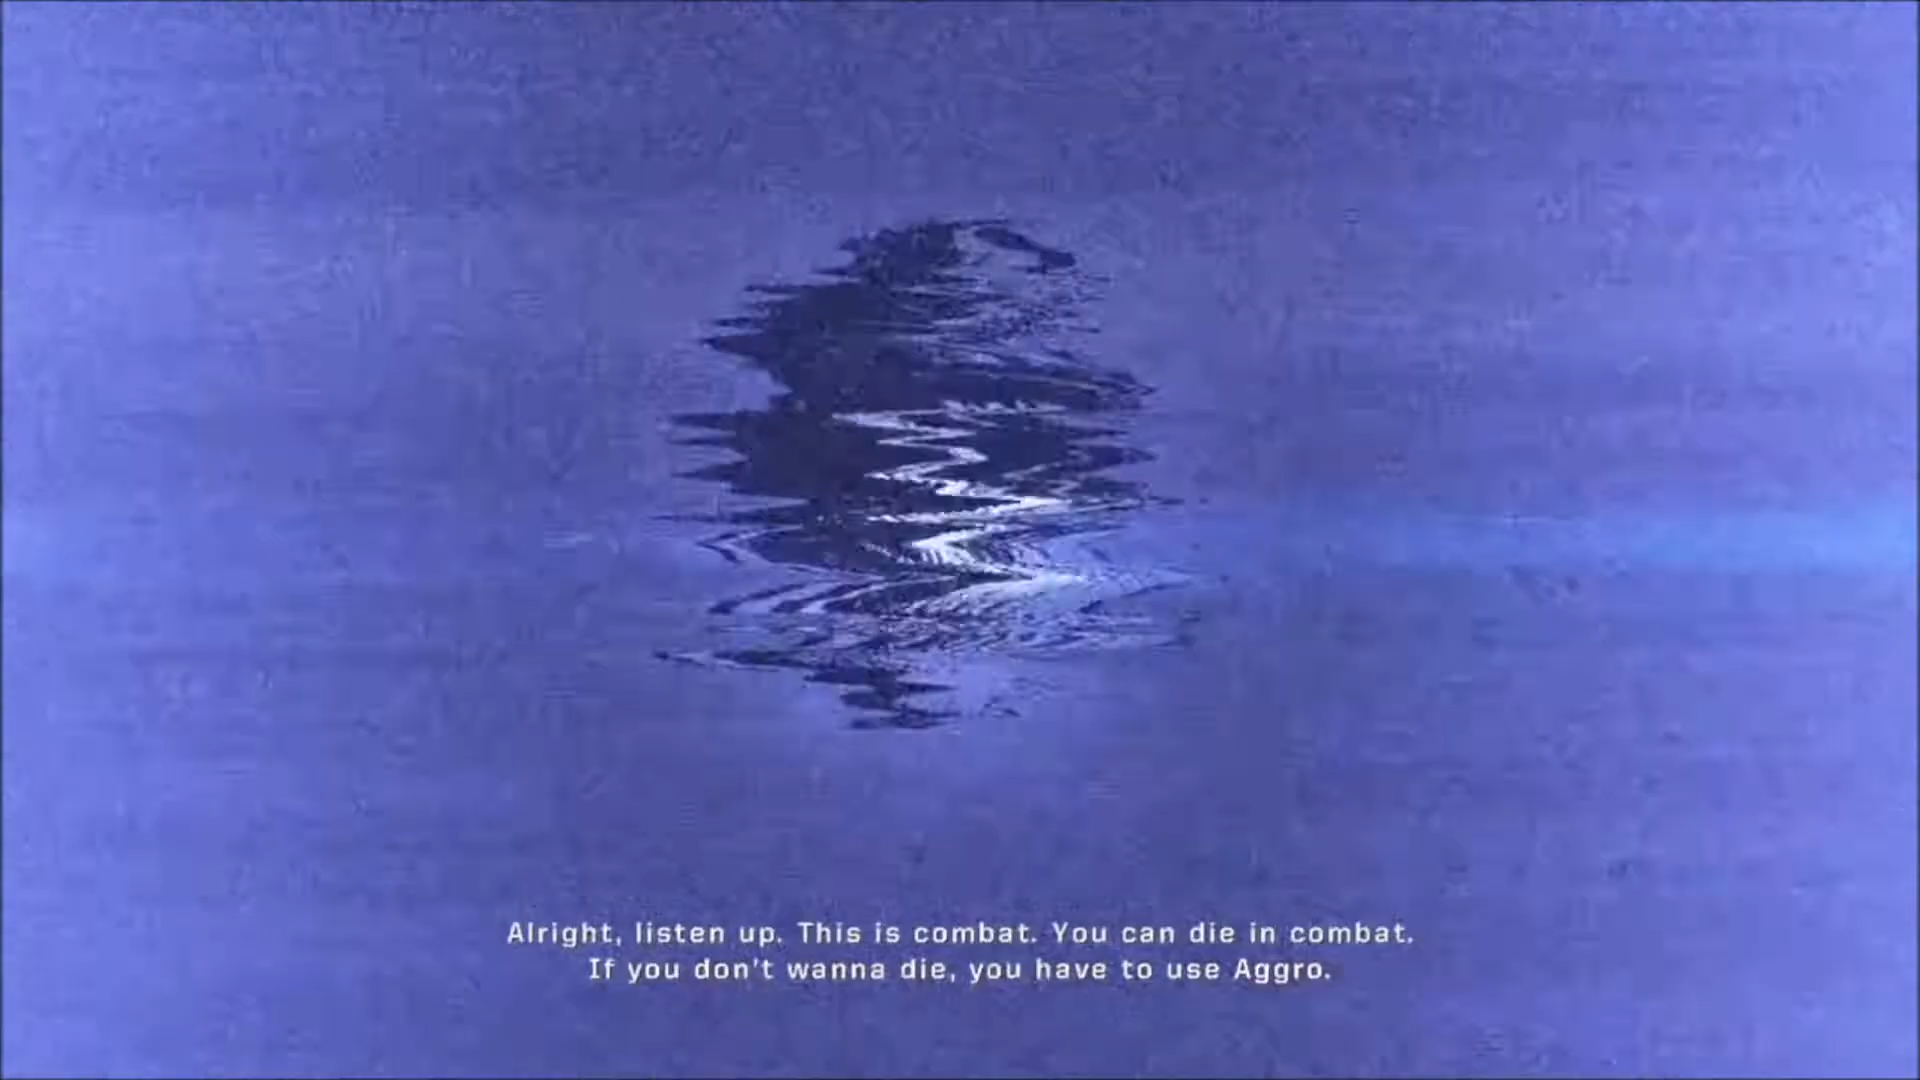 Alright, listen up. This is combat. You can die in combat.
If you don't wanna die, you have to use Aggro.